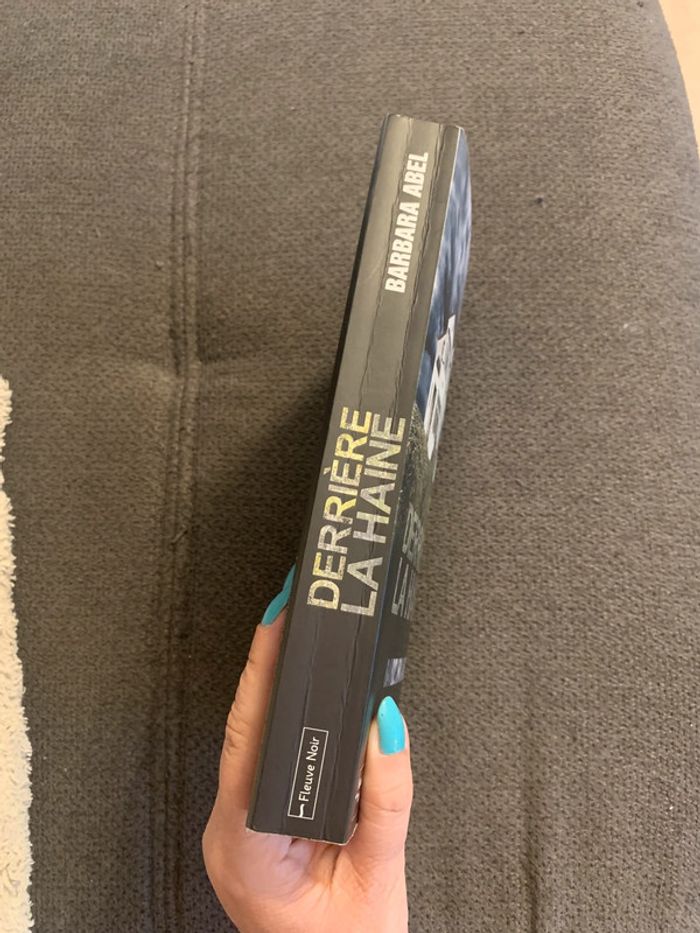 BARBARA ABEL
DERRIÈRE
LA HAINE
Fleuve Noir